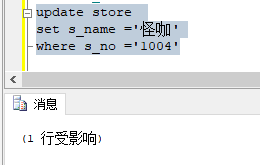 update store
set s_name ='怪咖'
where s_no ='1004'
消息
(1 行受影响)